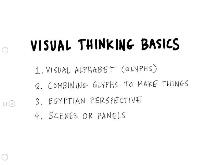 VISUAL THINKING BASICS
1. VISUAL ALPHABET (GLYPHS)
2. COMBINING GLYPHS TO MAKE THINGS
3. EGYPTIAN PERSPECTIVE
4. SCENES OR PANELS